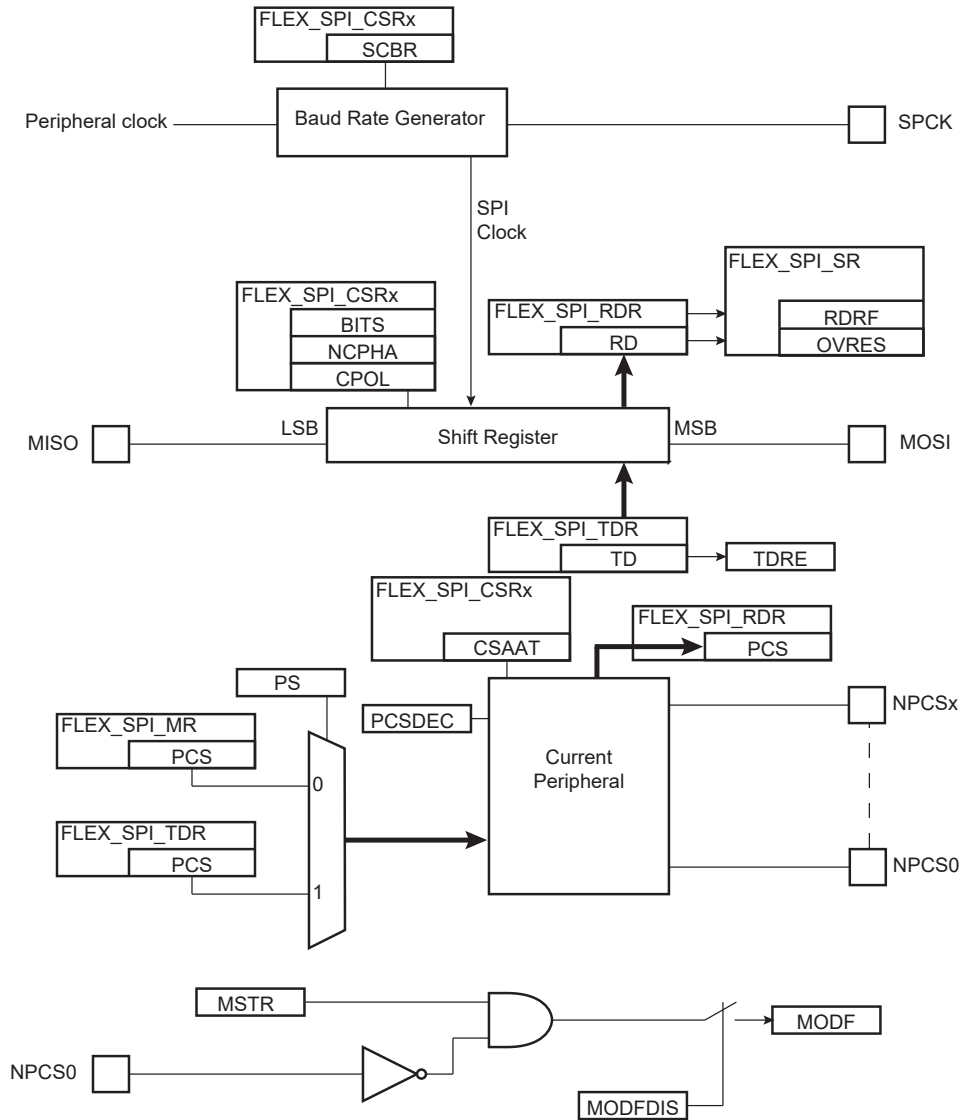 FLEX_SPI_CSRx
SCBR
Peripheral clock
Baud Rate Generator
SPCK
SPI
Clock
FLEX_SPI_SR
RDRF
OVRES
FLEX_SPI_CSRx
BITS
NCPHA
CPOL
FLEX_SPI_RDR
RD
MISO
LSB
Shift Register
MSB
MOSI
FLEX_SPI_TDR
TD
TDRE
FLEX_SPI_CSRx
CSAAT
FLEX_SPI_RDR
PCS
PS
PCSDEC
NPCSx
FLEX_SPI_MR
PCS
0
Current
Peripheral
FLEX_SPI_TDR
PCS
1
NPCS0
MSTR
MODF
NPCS0
MODFDIS